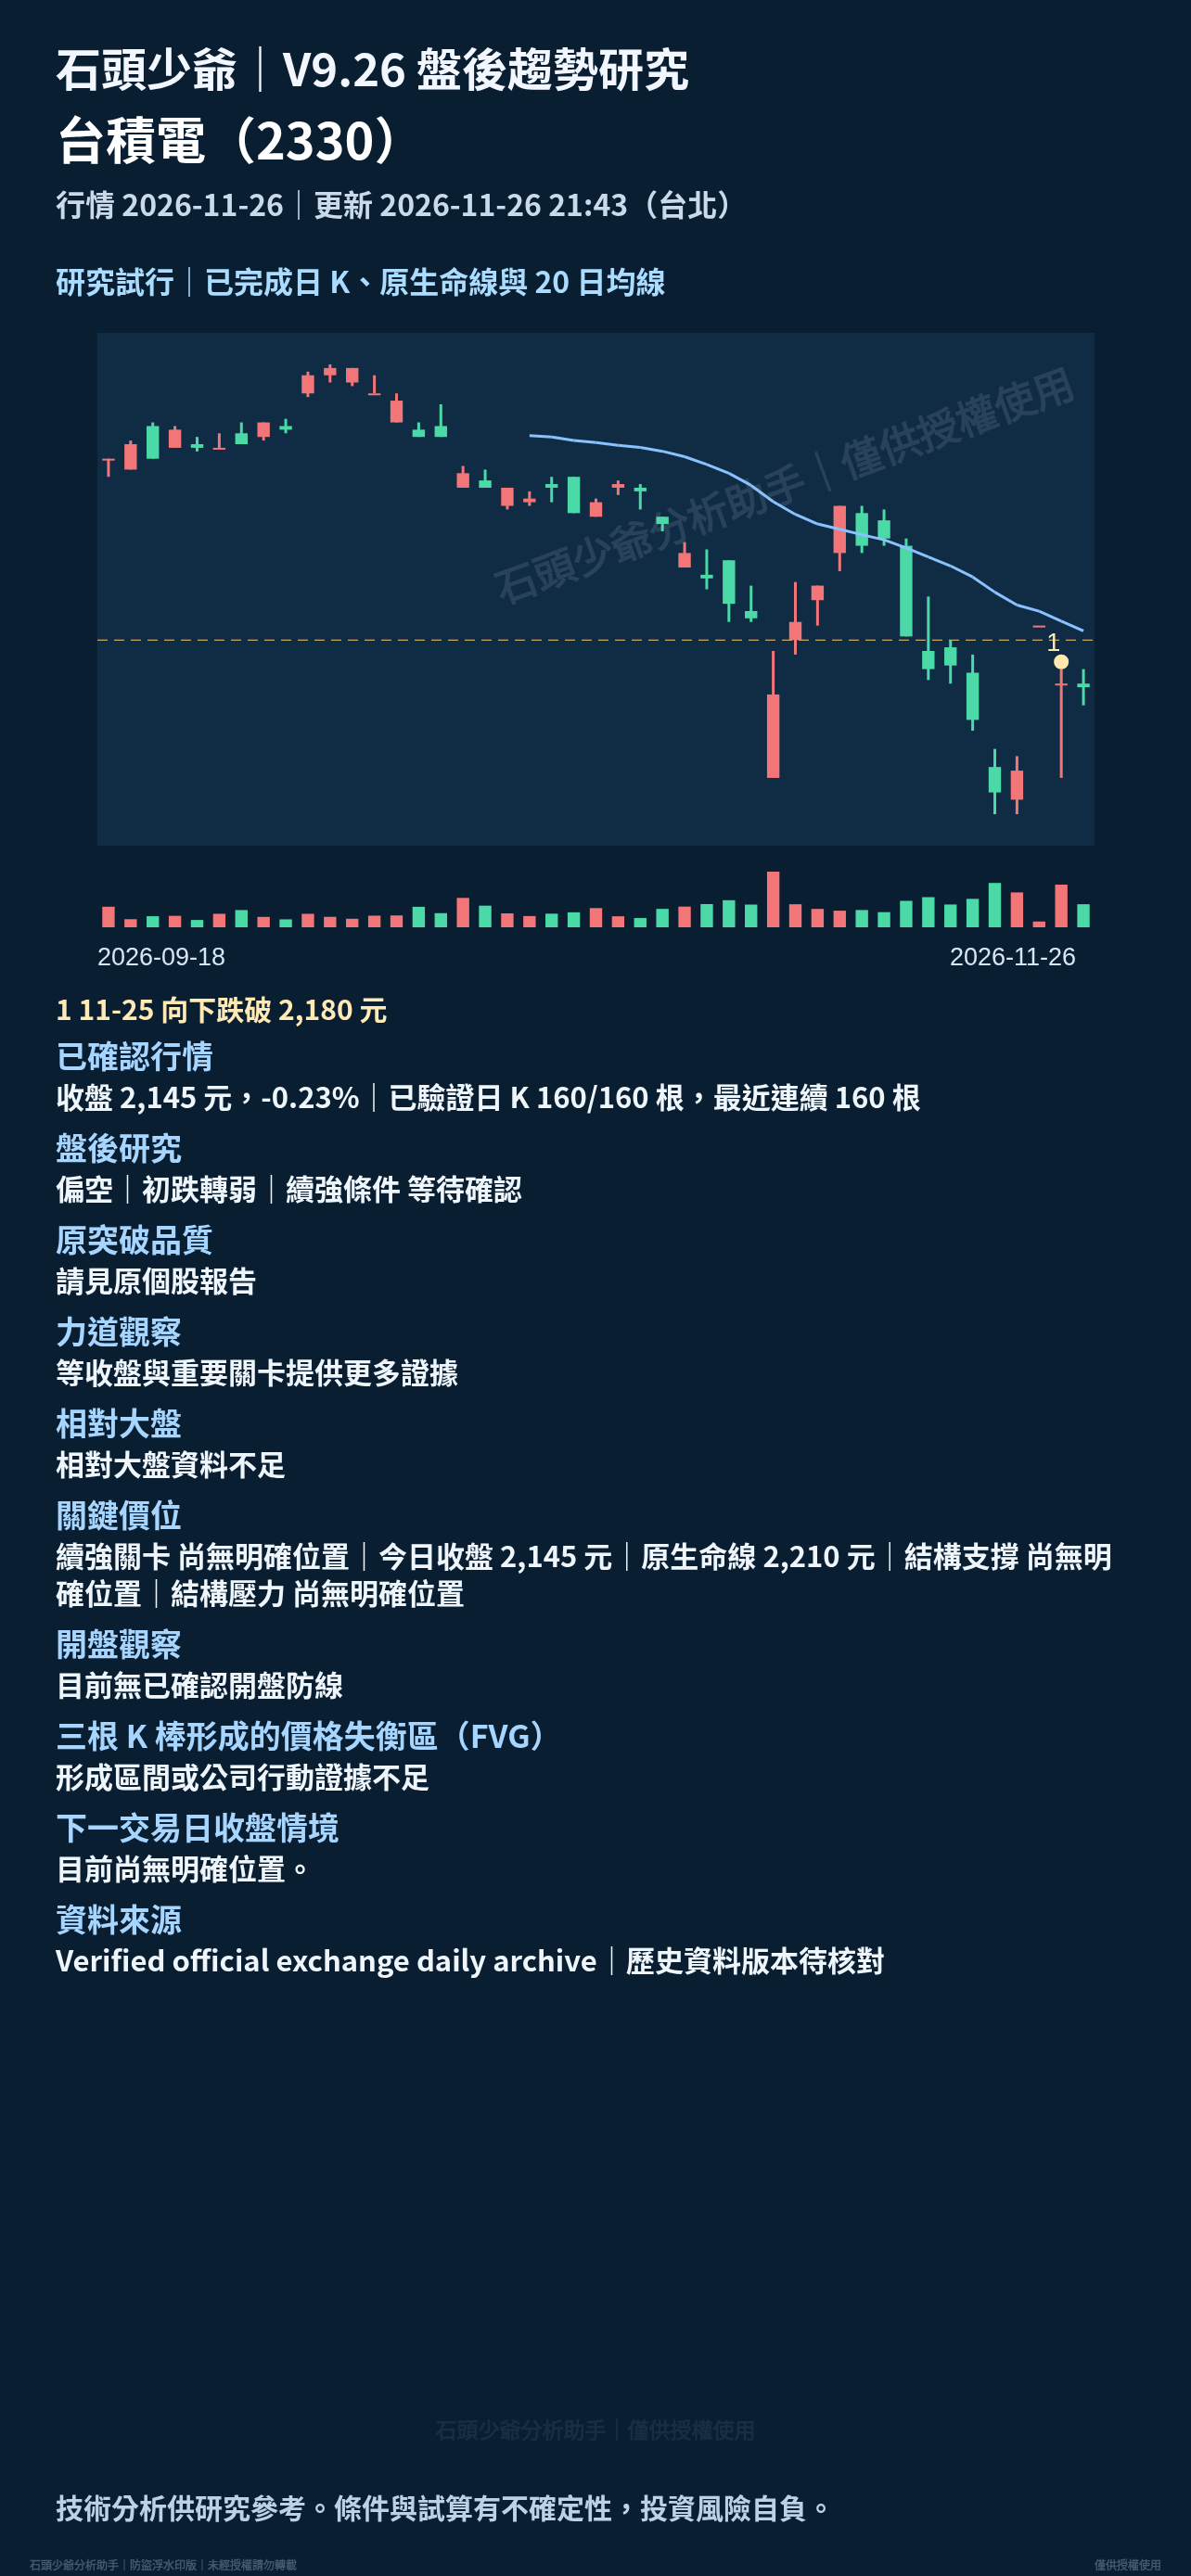 石頭少爺｜V9.26 盤後趨勢研究
台積電（2330）
行情 2026-11-26｜更新 2026-11-26 21:43（台北）
研究試行｜已完成日 K、原生命線與 20 日均線
石頭少爺分析助手｜僅供授權使用
1
2026-09-18
2026-11-26
1 11-25 向下跌破 2,180 元
已確認行情
收盤 2,145 元，-0.23%｜已驗證日 K 160/160 根，最近連續 160 根
盤後研究
偏空｜初跌轉弱｜續強條件 等待確認
原突破品質
請見原個股報告
力道觀察
等收盤與重要關卡提供更多證據
相對大盤
相對大盤資料不足
關鍵價位
續強關卡 尚無明確位置｜今日收盤 2,145 元｜原生命線 2,210 元｜結構支撐 尚無明
確位置｜結構壓力 尚無明確位置
開盤觀察
目前無已確認開盤防線
三根 K 棒形成的價格失衡區（FVG）
形成區間或公司行動證據不足
下一交易日收盤情境
目前尚無明確位置。
資料來源
Verified official exchange daily archive｜歷史資料版本待核對
石頭少爺分析助手｜僅供授權使用
技術分析供研究參考。條件與試算有不確定性，投資風險自負。
石頭少爺分析助手｜防盜浮水印版｜未經授權請勿轉載
僅供授權使用